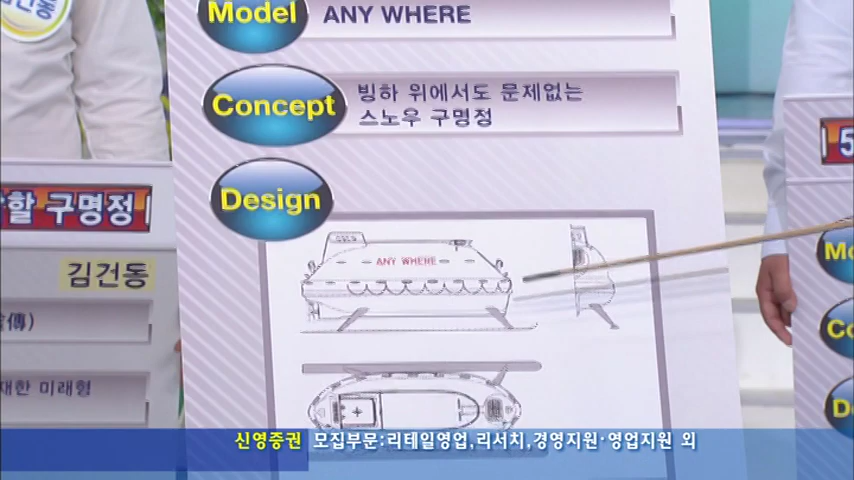 Model
ANY WHERE
Concept
빙하 위에서도 문제없는
스노우 구명정
Design
ANY WHERE
할 구명정
김건동
재한 미래형
5
신영증권 모집부문:리테일영업,리서치,경영지원·영업지원 외